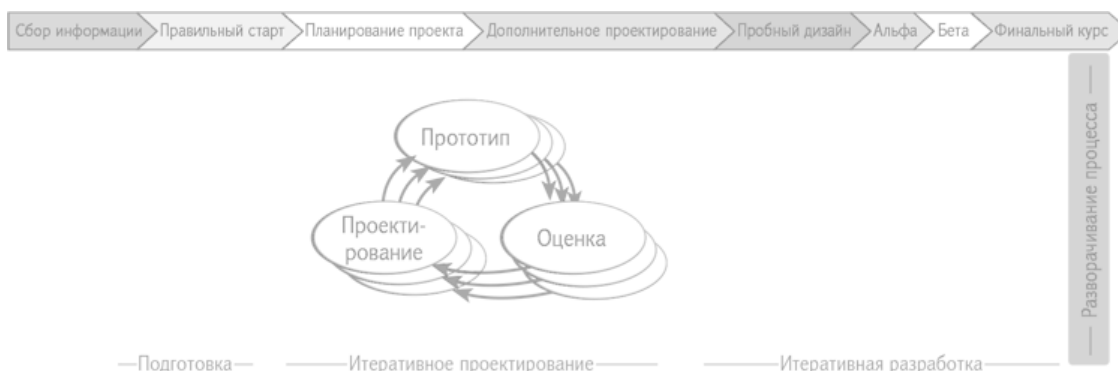 Сбор информации Правильный старт Планирование проекта Дополнительное проектирование Пробный дизайн Альфа Бета Финальный курс
Прототип
Проекти-
рование
Оценка
Разворачивание процесса
Подготовка Итеративное проектирование Итеративная разработка